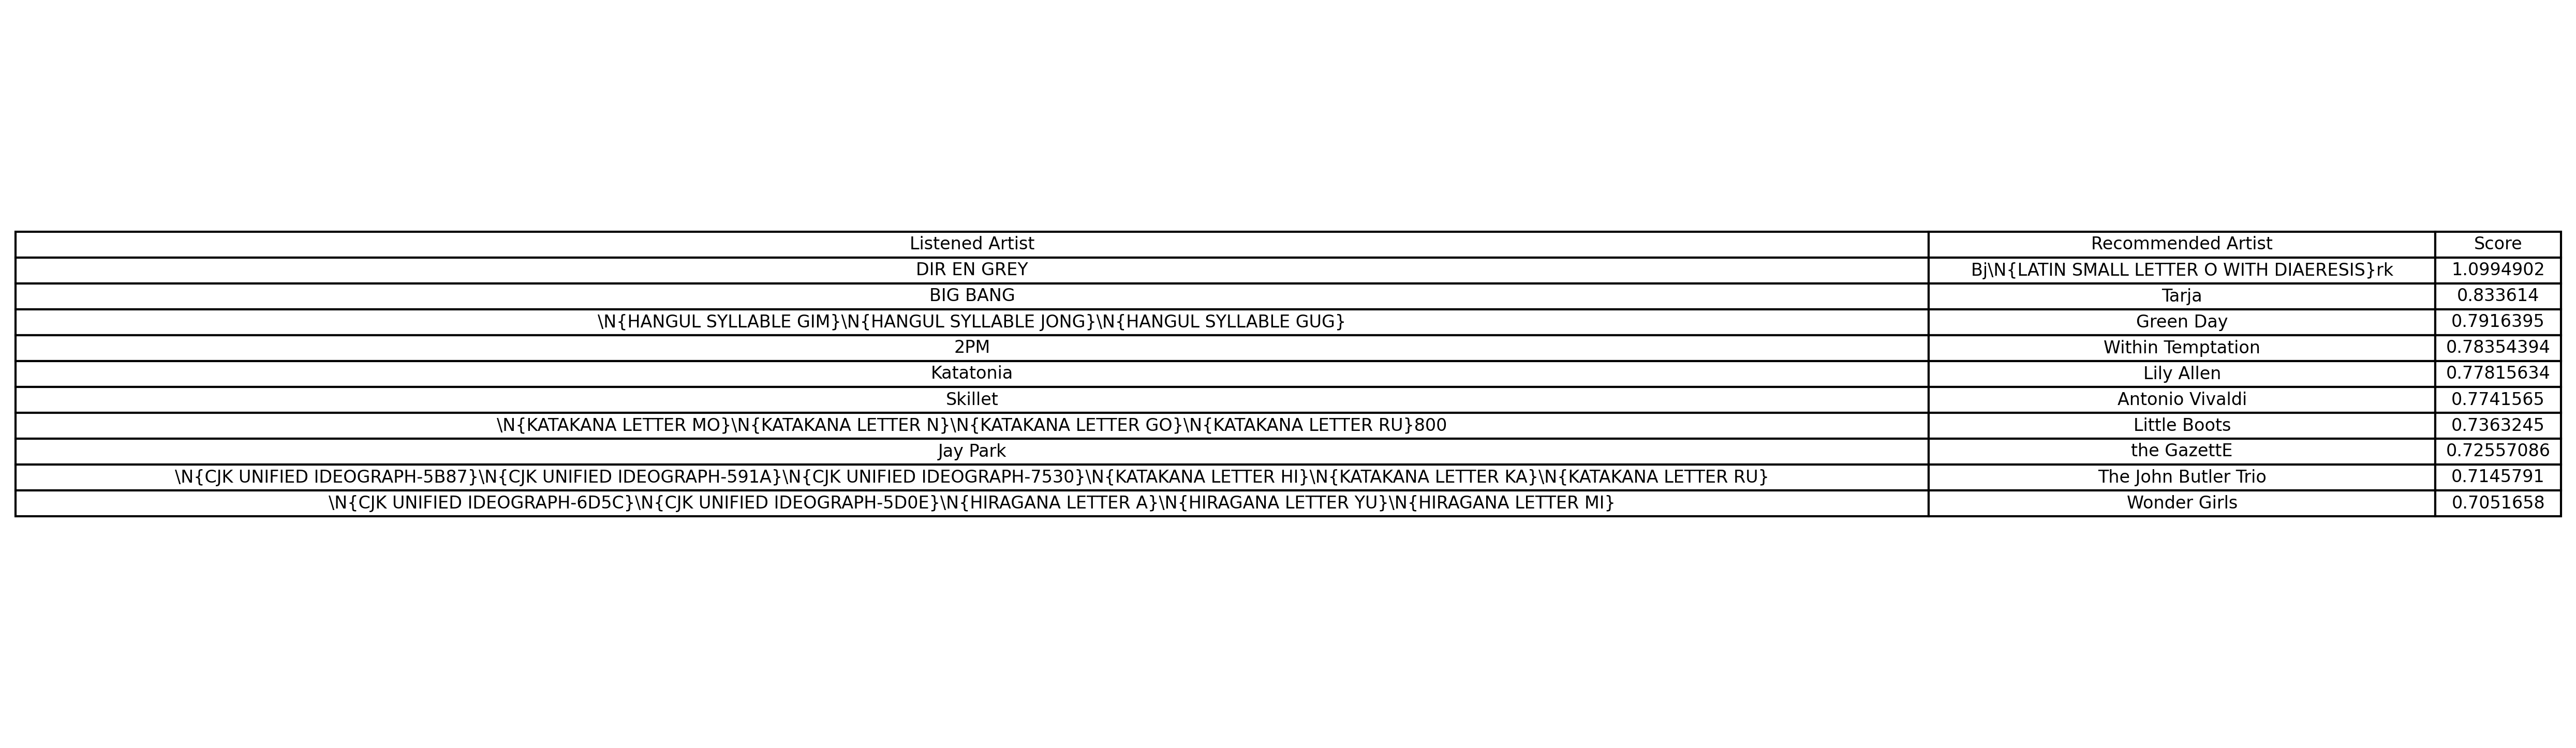 Listened Artist Recommended Artist Score
DIR EN GREY Bj\N{LATIN SMALL LETTER O WITH DIAERESIS}rk 1.0994902
BIG BANG Tarja 0.833614
\N{HANGUL SYLLABLE GIM}\N{HANGUL SYLLABLE JONG}\N{HANGUL SYLLABLE GUG} Green Day 0.7916395
2PM Within Temptation 0.78354394
Katatonia Lily Allen 0.77815634
Skillet Antonio Vivaldi 0.7741565
\N{KATAKANA LETTER MO}\N{KATAKANA LETTER N}\N{KATAKANA LETTER GO}\N{KATAKANA LETTER RU}800 Little Boots 0.7363245
Jay Park the GazettE 0.72557086
\N{CJK UNIFIED IDEOGRAPH-5B87}\N{CJK UNIFIED IDEOGRAPH-591A}\N{CJK UNIFIED IDEOGRAPH-7530}\N{KATAKANA LETTER HI}\N{KATAKANA LETTER KA}\N{KATAKANA LETTER RU} The John Butler Trio 0.7145791
\N{CJK UNIFIED IDEOGRAPH-6D5C}\N{CJK UNIFIED IDEOGRAPH-5D0E}\N{HIRAGANA LETTER A}\N{HIRAGANA LETTER YU}\N{HIRAGANA LETTER MI} Wonder Girls 0.7051658